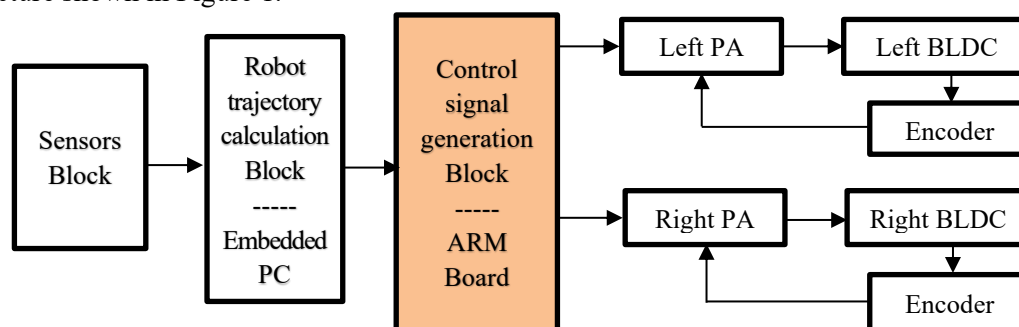 Sensors
Block
Robot
trajectory
calculation
Block
-----
Embedded
PC
Control
signal
generation
Block
-----
ARM
Board
Left PA
Left BLDC
Encoder
Right PA
Right BLDC
Encoder